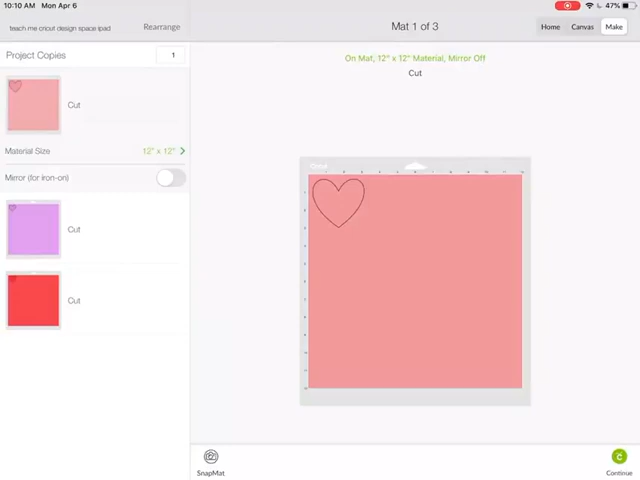 10:10 AM Mon Apr 6
47%
teach me cricut design space ipad
Rearrange
Mat 1 of 3
Home
Canvas
Make
Project Copies
1
On Mat, 12" x 12" Material, Mirror Off
Cut
Cut
Material Size
12" x 12"
Mirror (for iron-on)
Cut
Cut
Cricut
SnapMat
Continue